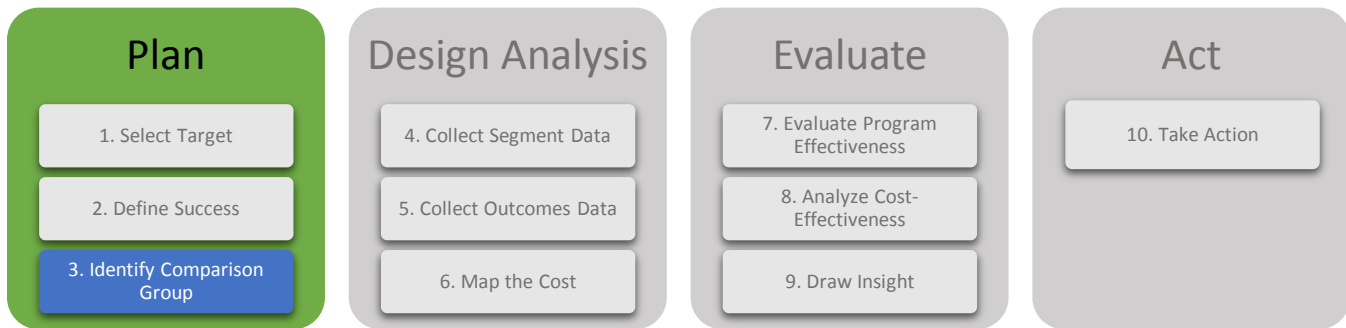 Plan
1. Select Target
2. Define Success
3. Identify Comparison
Group
Design Analysis
4. Collect Segment Data
5. Collect Outcomes Data
6. Map the Cost
Evaluate
7. Evaluate Program
Effectiveness
8. Analyze Cost-
Effectiveness
9. Draw Insight
Act
10. Take Action